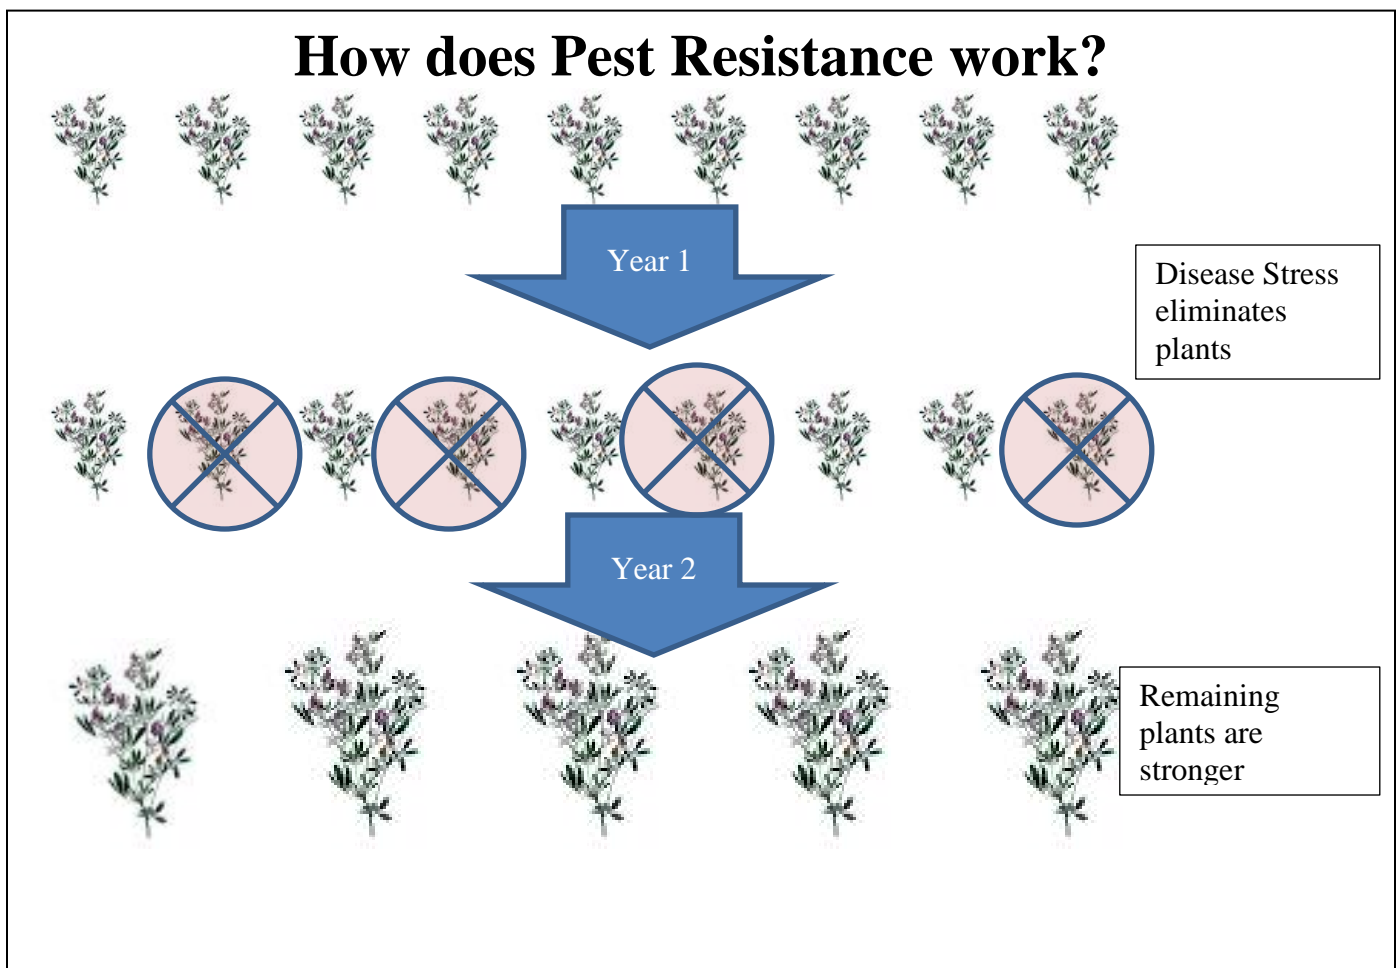 How does Pest Resistance work?
Year 1
Disease Stress
eliminates
plants
Year 2
Remaining
plants are
stronger